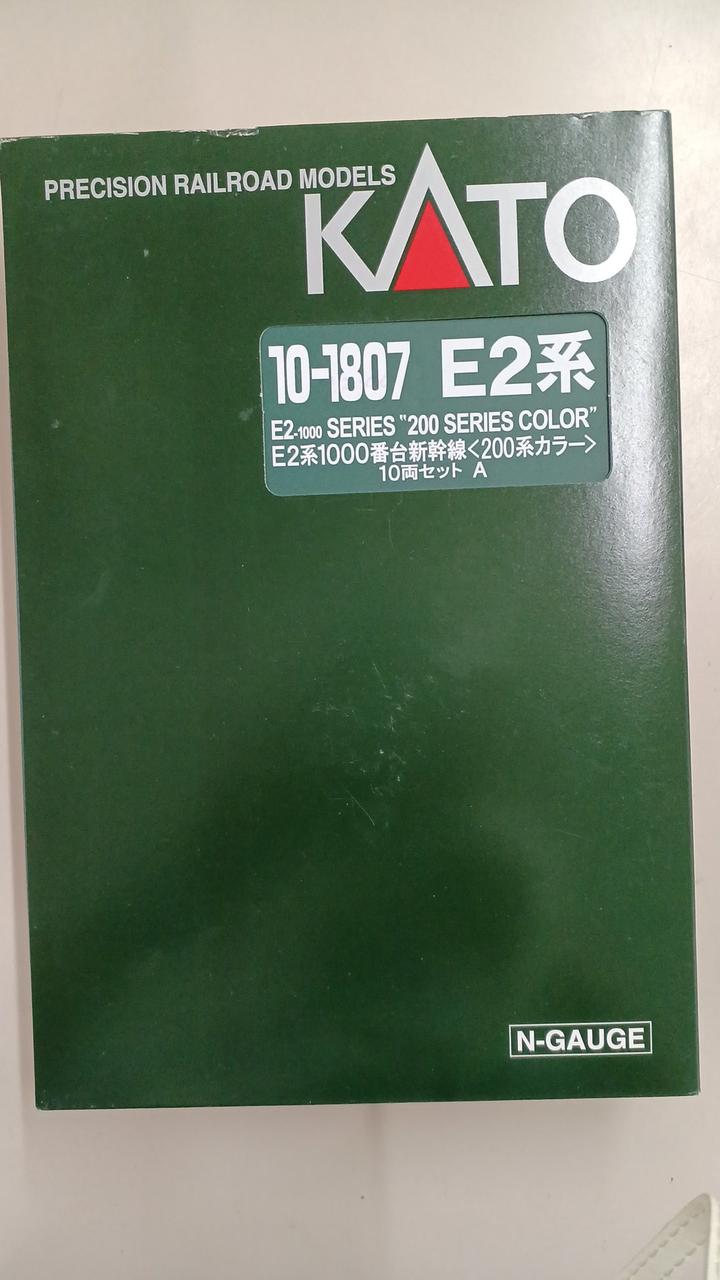 PRECISION RAILROAD MODELS
KATO
10-1807 E2系
E2-1000 SERIES "200 SERIES COLOR"
E2系1000番台新幹線<200系カラー>
10両セット A
N-GAUGE